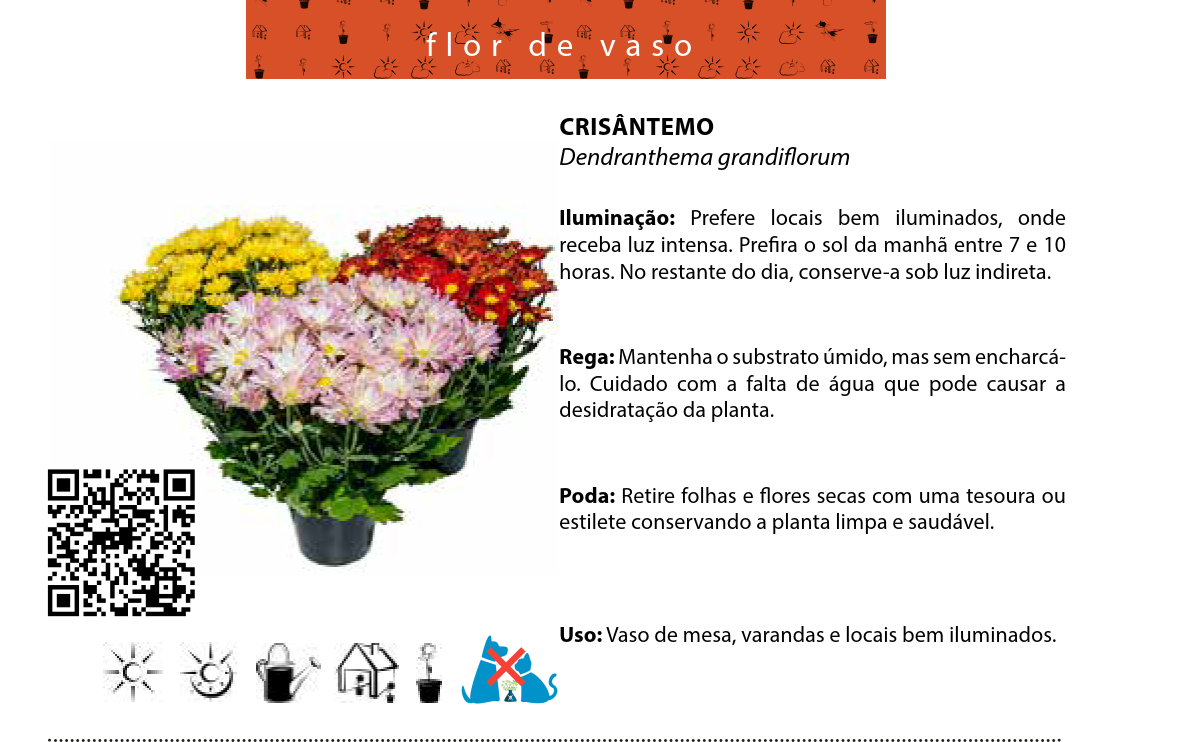 flor de vaso
CRISÂNTEMO
Dendranthema grandiflorum
Iluminação: Prefere locais bem iluminados, onde
receba luz intensa. Prefira o sol da manhã entre 7 e 10
horas. No restante do dia, conserve-a sob luz indireta.
Rega: Mantenha o substrato úmido, mas sem encharcá-
lo. Cuidado com a falta de água que pode causar a
desidratação da planta.
Poda: Retire folhas e flores secas com uma tesoura ou
estilete conservando a planta limpa e saudável.
Uso: Vaso de mesa, varandas e locais bem iluminados.